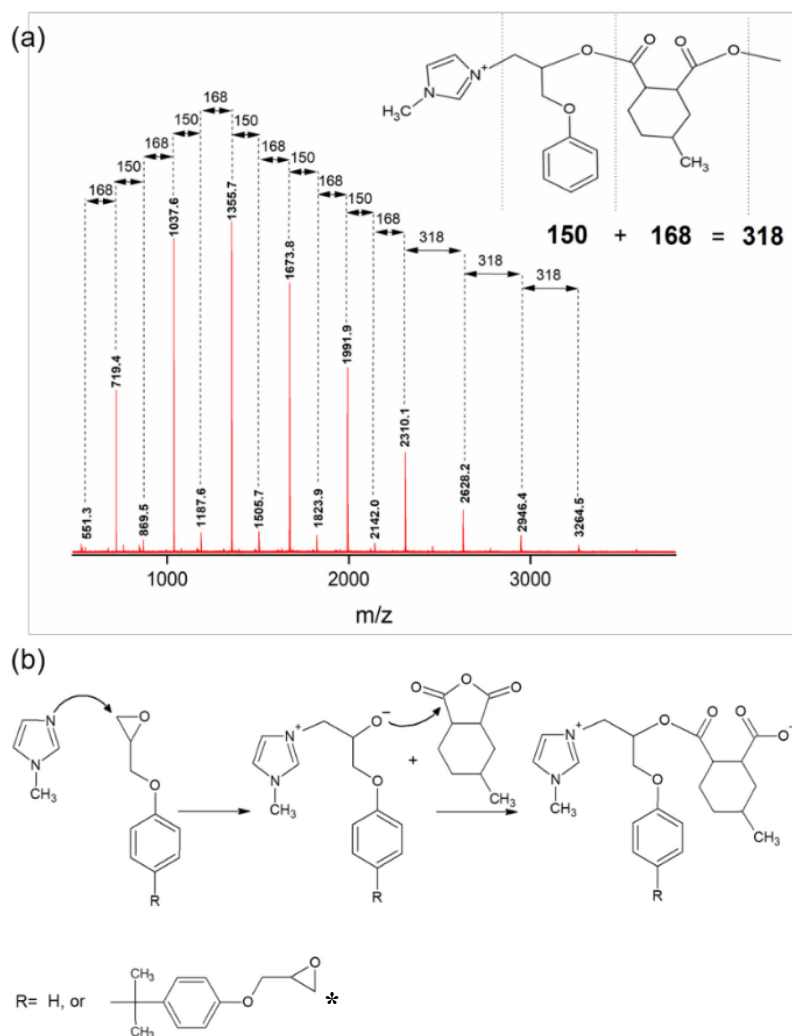 (a)
O
O
O
O
N
+
N
H₃C
O
CH₃
150 + 168 = 318
168
150
168
150
168
150
168
150
168
150
168
318
318
318
551.3
719.4
869.5
1037.6
1187.6
1355.7
1505.7
1673.8
1823.9
1991.9
2142.0
2310.1
2628.2
2946.4
3264.5
1000
2000
3000
m/z
(b)
N
N
CH₃
O
O
R
N
+
N
CH₃
O⁻
O
R
+
O
O
O
CH₃
N
+
N
CH₃
O
O
O
O⁻
O
CH₃
R
R= H, or
CH₃
CH₃
O
O
*